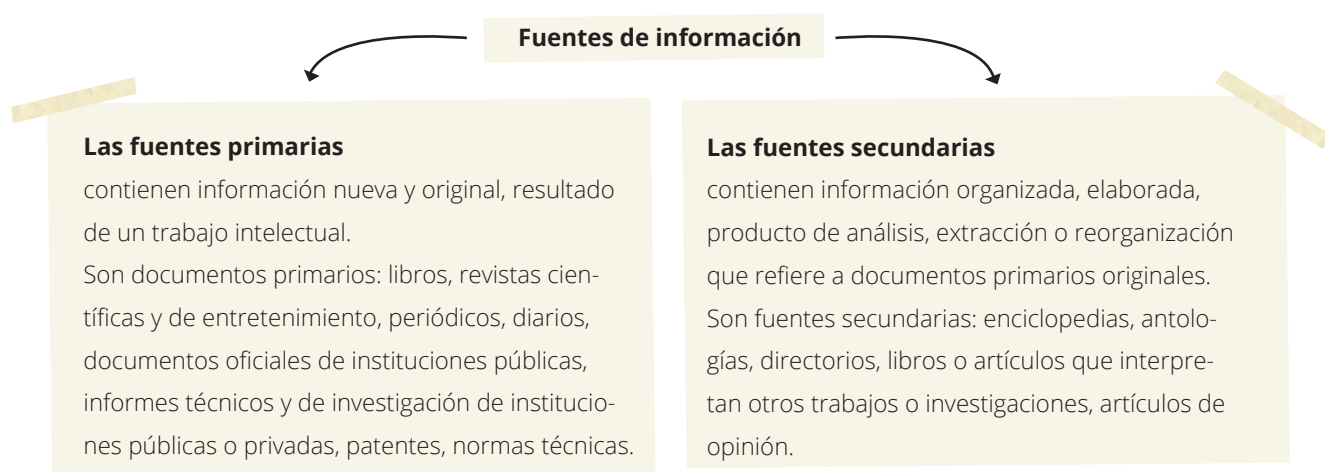 Fuentes de información
Las fuentes primarias
contienen información nueva y original, resultado
de un trabajo intelectual.
Son documentos primarios: libros, revistas cien-
tíficas y de entretenimiento, periódicos, diarios,
documentos oficiales de instituciones públicas,
informes técnicos y de investigación de institucio-
nes públicas o privadas, patentes, normas técnicas.
Las fuentes secundarias
contienen información organizada, elaborada,
producto de análisis, extracción o reorganización
que refiere a documentos primarios originales.
Son fuentes secundarias: enciclopedias, antolo-
gías, directorios, libros o artículos que interpre-
tan otros trabajos o investigaciones, artículos de
opinión.